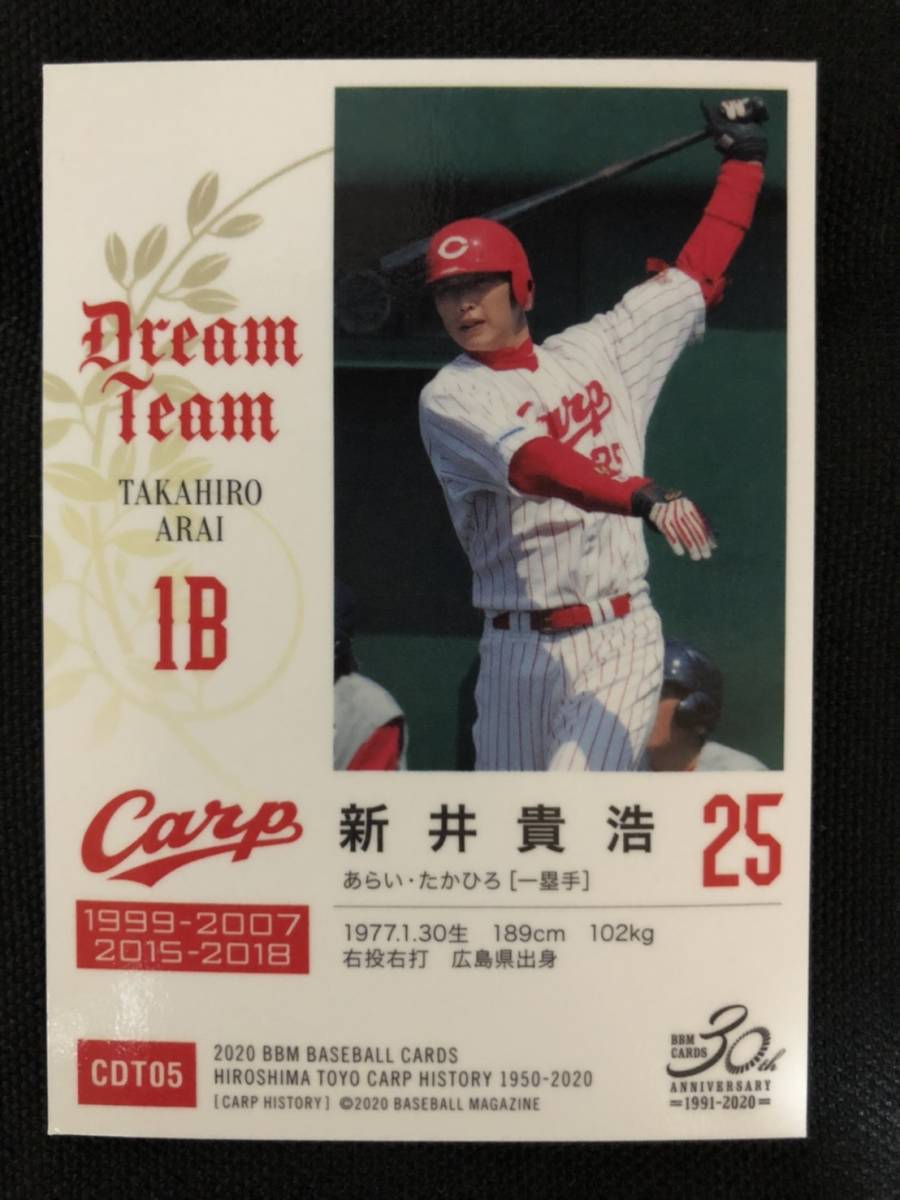 Dream
Team
TAKAHIRO
ARAI
1B
C
Carp
25
Carp
1999-2007
2015-2018
新井貴浩
25
あらい・たかひろ[一塁手]
1977.1.30生 189cm 102kg
右投右打 広島県出身
CDT05
2020 BBM BASEBALL CARDS
HIROSHIMA TOYO CARP HISTORY 1950-2020
[CARP HISTORY] ©2020 BASEBALL MAGAZINE
BBM
CARDS
30th
ANNIVERSARY
=1991-2020=